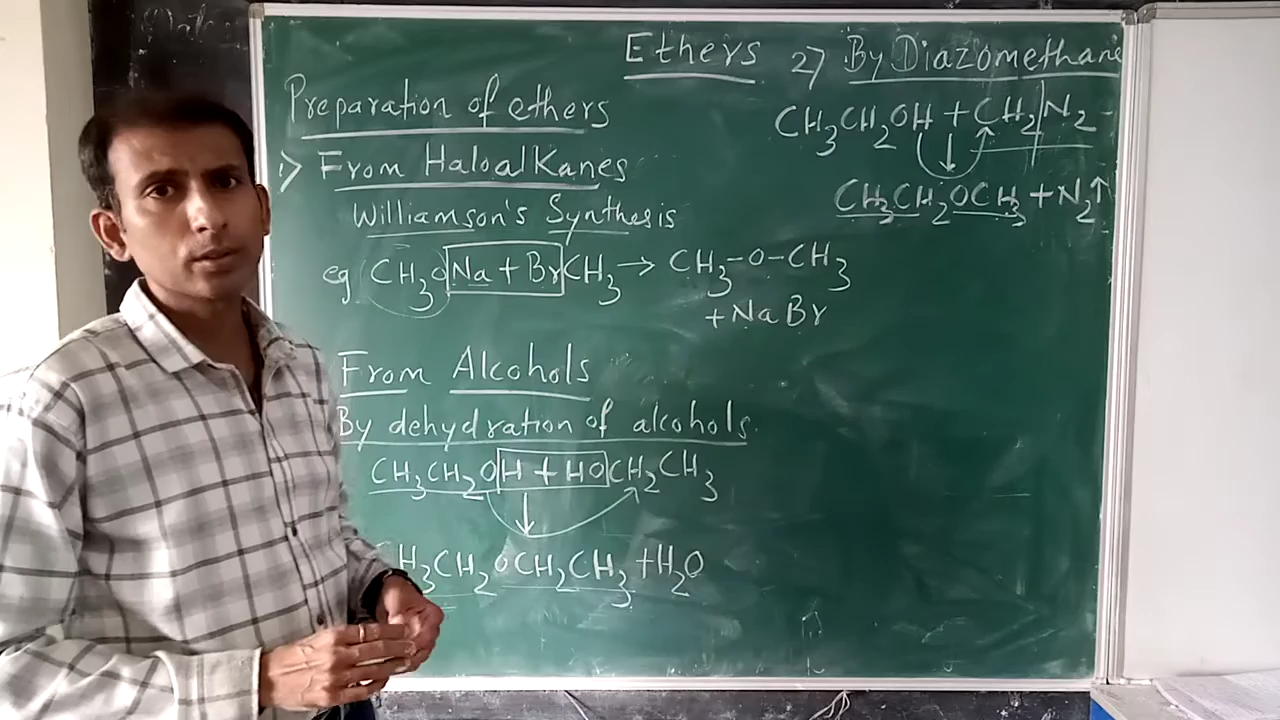 Ethers
Preparation of ethers
1) From Haloalkanes
Williamson's Synthesis
eg CH₃ONa + BrCH₃ → CH₃-O-CH₃
+ NaBr
From Alcohols
By dehydration of alcohols.
CH₃CH₂OH + HOCH₂CH₃
↓
H₃CH₂OCH₂CH₃ + H₂O
2) By Diazomethane
CH₃CH₂OH + CH₂N₂ -
↓
CH₃CH₂OCH₃ + N₂↑